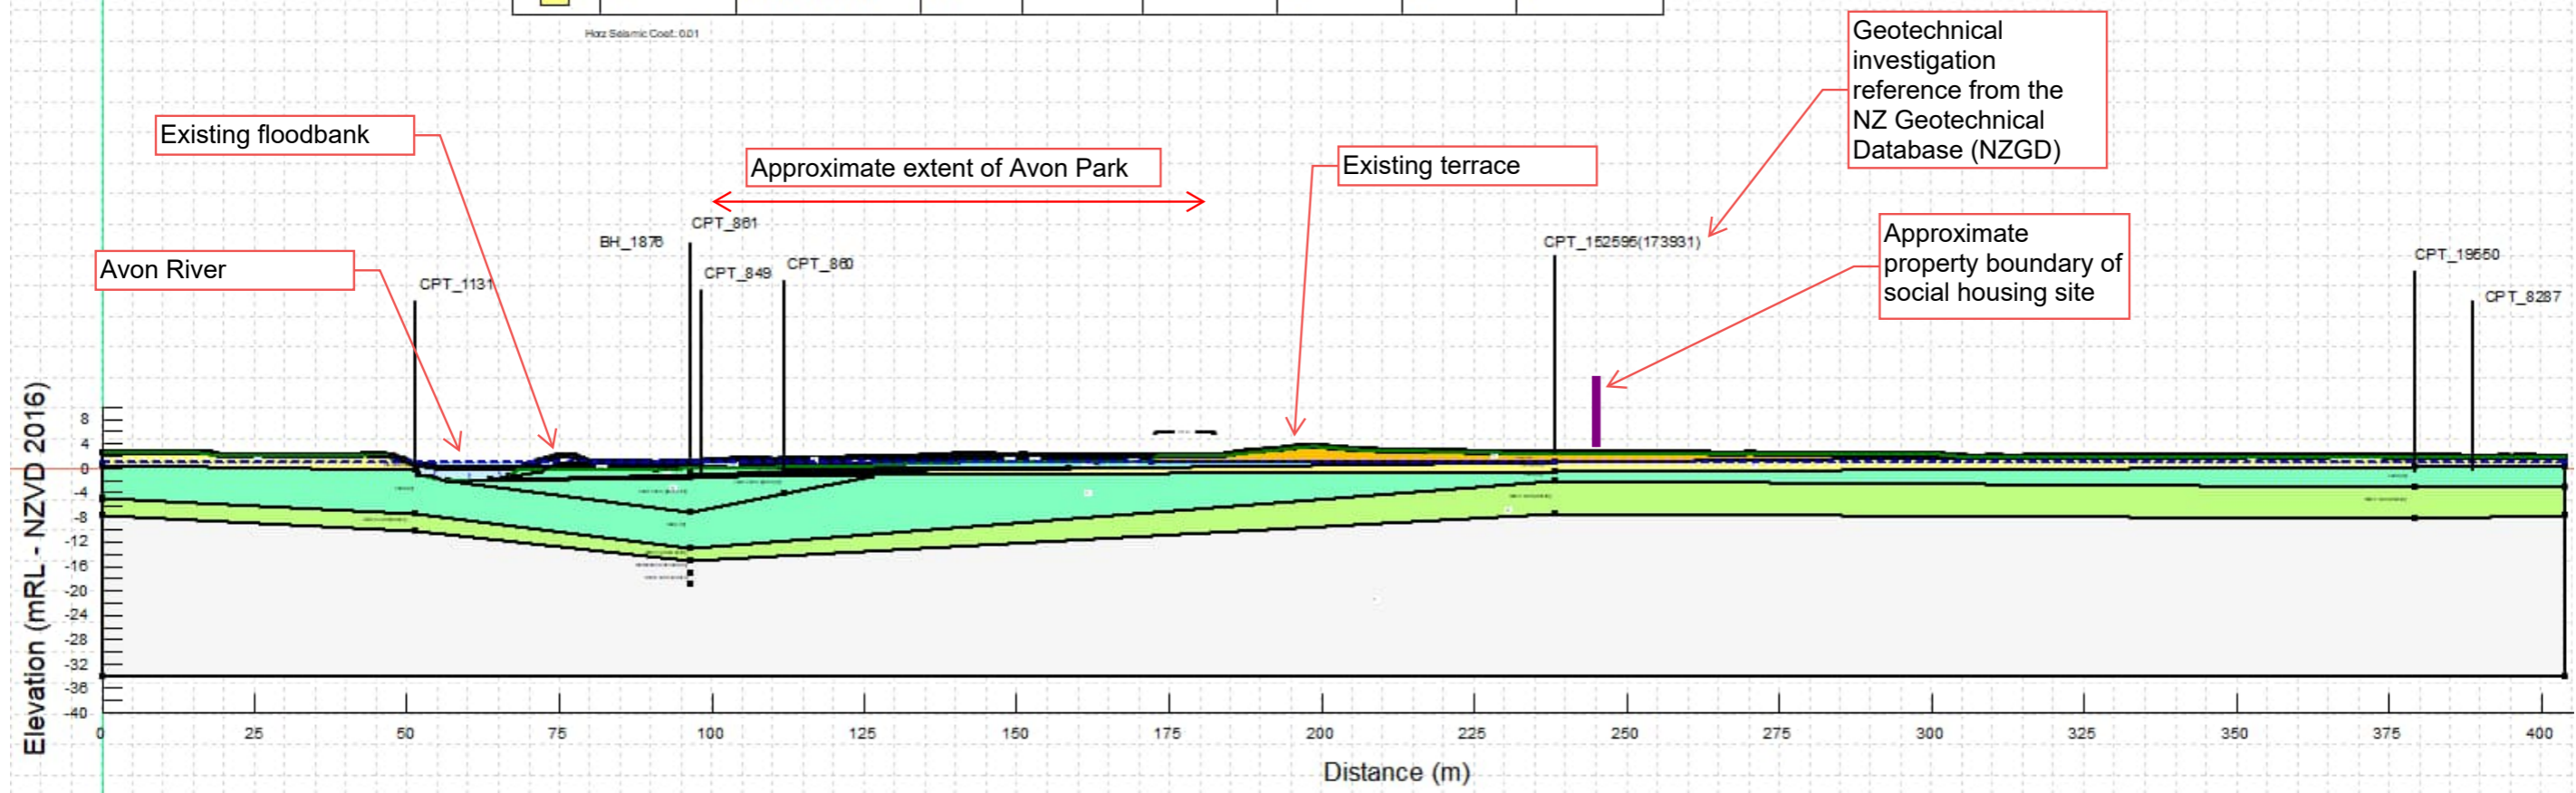 Horz Seismic Coef.: 0.01
Geotechnical
investigation
reference from the
NZ Geotechnical
Database (NZGD)
Existing floodbank
Approximate extent of Avon Park
Existing terrace
Avon River
CPT_1131
BH_1876
CPT_861
CPT_849
CPT_860
CPT_152595(173931)
Approximate
property boundary of
social housing site
CPT_19550
CPT_8287
Elevation (mRL - NZVD 2016)
8
4
0
-4
-8
-12
-16
-20
-24
-28
-32
-36
-40
0 25 50 75 100 125 150 175 200 225 250 275 300 325 350 375 400
Distance (m)